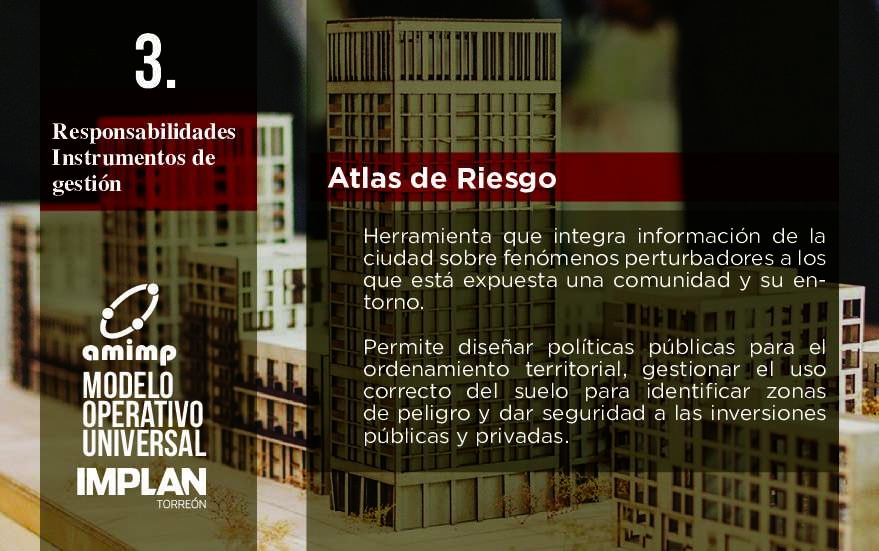 3.
Responsabilidades
Instrumentos de
gestión
amimp
MODELO
OPERATIVO
UNIVERSAL
IMPLAN
TORREÓN
Atlas de Riesgo
Herramienta que integra información de la
ciudad sobre fenómenos perturbadores a los
que está expuesta una comunidad y su en-
torno.
Permite diseñar políticas públicas para el
ordenamiento territorial, gestionar el uso
correcto del suelo para identificar zonas
de peligro y dar seguridad a las inversiones
públicas y privadas.